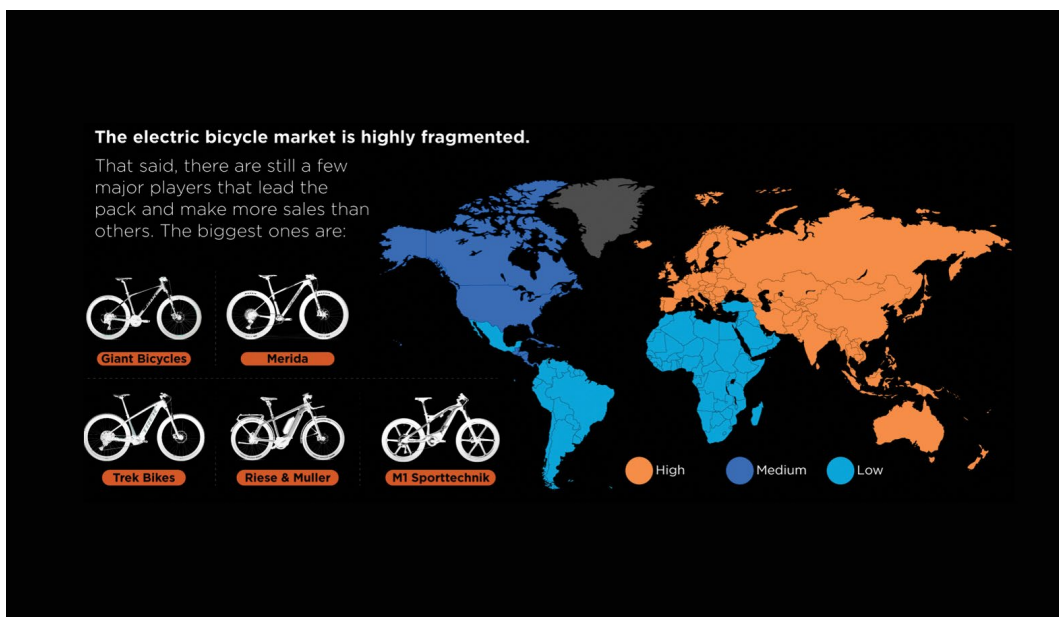 The electric bicycle market is highly fragmented.
That said, there are still a few
major players that lead the
pack and make more sales than
others. The biggest ones are:
Giant Bicycles
Merida
Trek Bikes
Riese & Muller
M1 Sporttechnik
High
Medium
Low